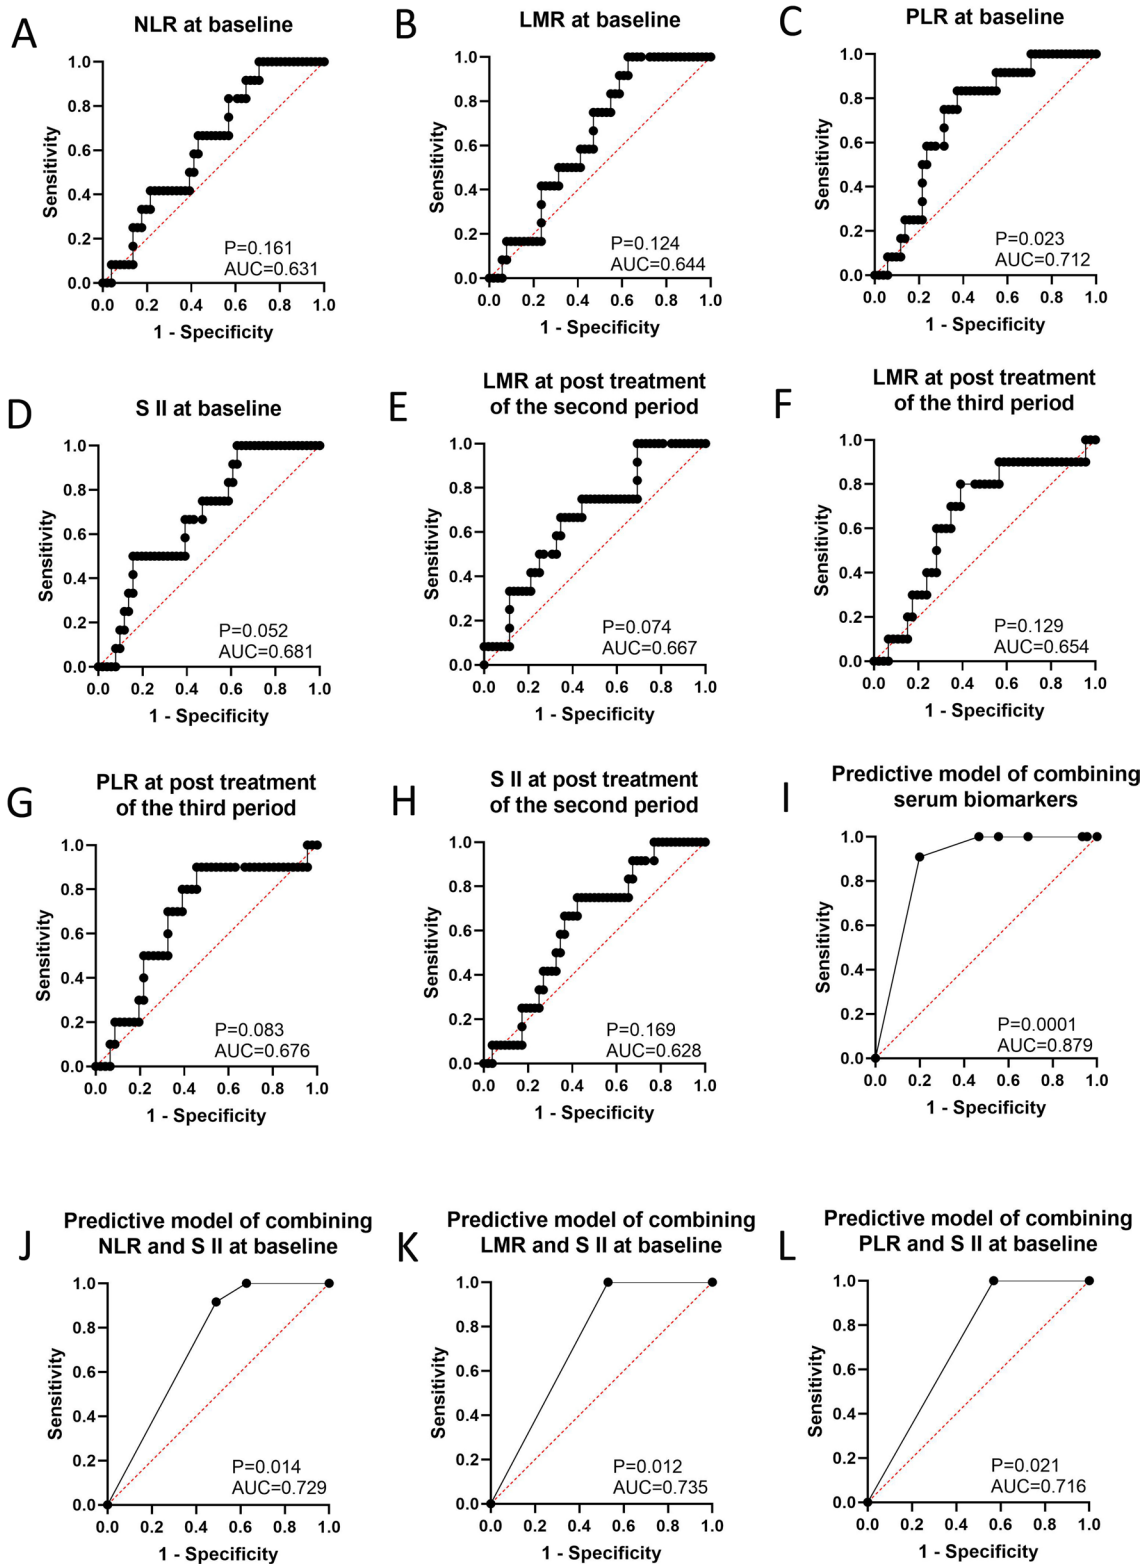 A
NLR at baseline
1.0
0.8
0.6
0.4
0.2
0.0
Sensitivity
P=0.161
AUC=0.631
0.0 0.2 0.4 0.6 0.8 1.0
1 - Specificity
B
LMR at baseline
1.0
0.8
0.6
0.4
0.2
0.0
Sensitivity
P=0.124
AUC=0.644
0.0 0.2 0.4 0.6 0.8 1.0
1 - Specificity
C
PLR at baseline
1.0
0.8
0.6
0.4
0.2
0.0
Sensitivity
P=0.023
AUC=0.712
0.0 0.2 0.4 0.6 0.8 1.0
1 - Specificity
D
S II at baseline
1.0
0.8
0.6
0.4
0.2
0.0
Sensitivity
P=0.052
AUC=0.681
0.0 0.2 0.4 0.6 0.8 1.0
1 - Specificity
E
LMR at post treatment
of the second period
1.0
0.8
0.6
0.4
0.2
0.0
Sensitivity
P=0.074
AUC=0.667
0.0 0.2 0.4 0.6 0.8 1.0
1 - Specificity
F
LMR at post treatment
of the third period
1.0
0.8
0.6
0.4
0.2
0.0
Sensitivity
P=0.129
AUC=0.654
0.0 0.2 0.4 0.6 0.8 1.0
1 - Specificity
G
PLR at post treatment
of the third period
1.0
0.8
0.6
0.4
0.2
0.0
Sensitivity
P=0.083
AUC=0.676
0.0 0.2 0.4 0.6 0.8 1.0
1 - Specificity
H
S II at post treatment
of the second period
1.0
0.8
0.6
0.4
0.2
0.0
Sensitivity
P=0.169
AUC=0.628
0.0 0.2 0.4 0.6 0.8 1.0
1 - Specificity
I
Predictive model of combining
serum biomarkers
1.0
0.8
0.6
0.4
0.2
0.0
Sensitivity
P=0.0001
AUC=0.879
0.0 0.2 0.4 0.6 0.8 1.0
1 - Specificity
J
Predictive model of combining
NLR and S II at baseline
1.0
0.8
0.6
0.4
0.2
0.0
Sensitivity
P=0.014
AUC=0.729
0.0 0.2 0.4 0.6 0.8 1.0
1 - Specificity
K
Predictive model of combining
LMR and S II at baseline
1.0
0.8
0.6
0.4
0.2
0.0
Sensitivity
P=0.012
AUC=0.735
0.0 0.2 0.4 0.6 0.8 1.0
1 - Specificity
L
Predictive model of combining
PLR and S II at baseline
1.0
0.8
0.6
0.4
0.2
0.0
Sensitivity
P=0.021
AUC=0.716
0.0 0.2 0.4 0.6 0.8 1.0
1 - Specificity